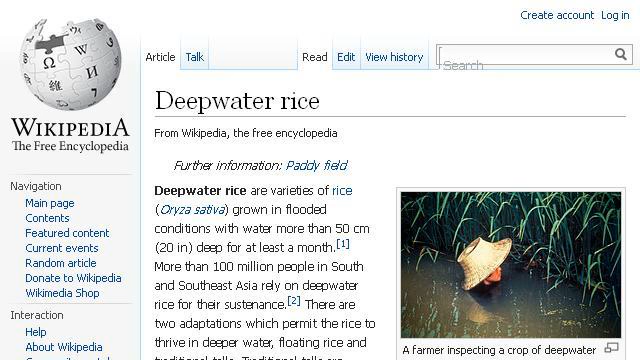 Create account Log in
Article Talk Read Edit View history Search
WIKIPEDIA
The Free Encyclopedia
Deepwater rice
From Wikipedia, the free encyclopedia
Further information: Paddy field
Navigation
Main page
Contents
Featured content
Current events
Random article
Donate to Wikipedia
Wikimedia Shop
Interaction
Help
About Wikipedia
Deepwater rice are varieties of rice
(Oryza sativa) grown in flooded
conditions with water more than 50 cm
(20 in) deep for at least a month.[1]
More than 100 million people in South
and Southeast Asia rely on deepwater
rice for their sustenance.[2] There are
two adaptations which permit the rice to
thrive in deeper water, floating rice and
A farmer inspecting a crop of deepwater